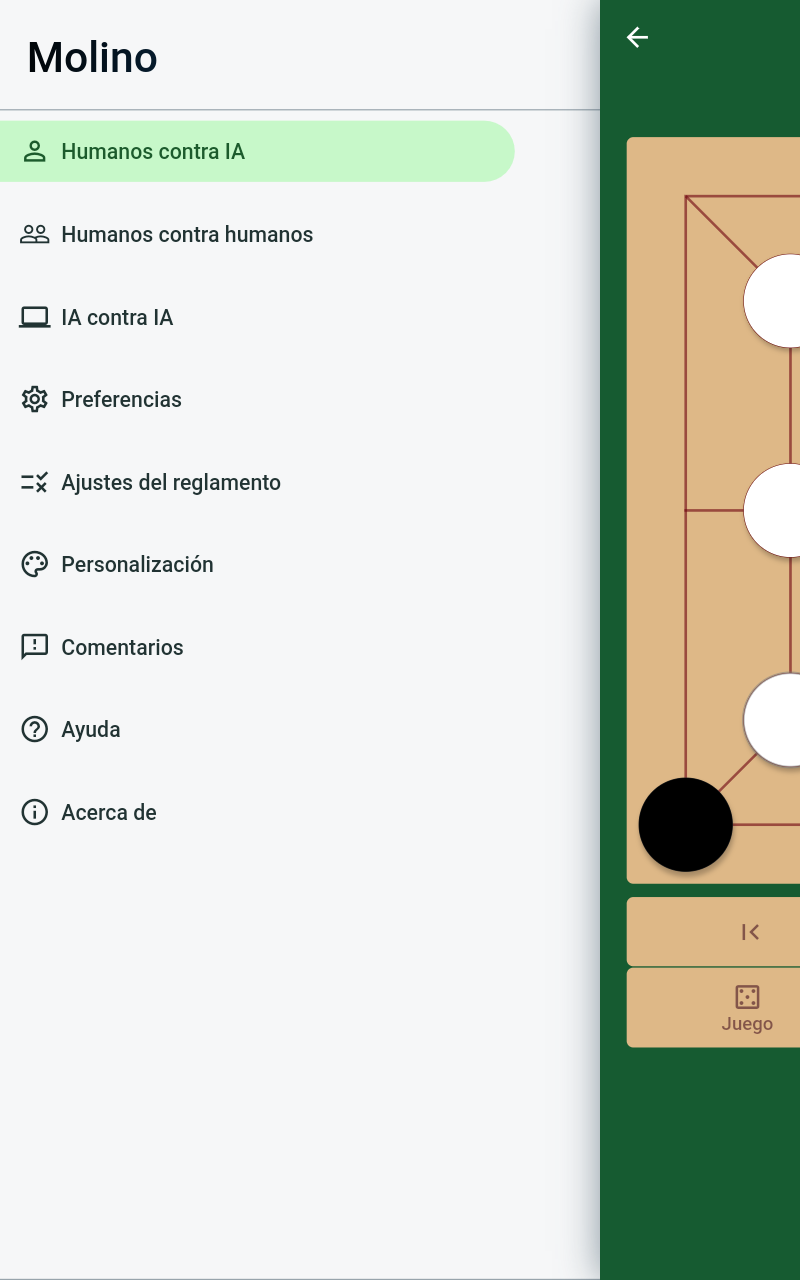 Molino
Humanos contra IA
Humanos contra humanos
IA contra IA
Preferencias
Ajustes del reglamento
Personalización
Comentarios
Ayuda
Acerca de
Juego